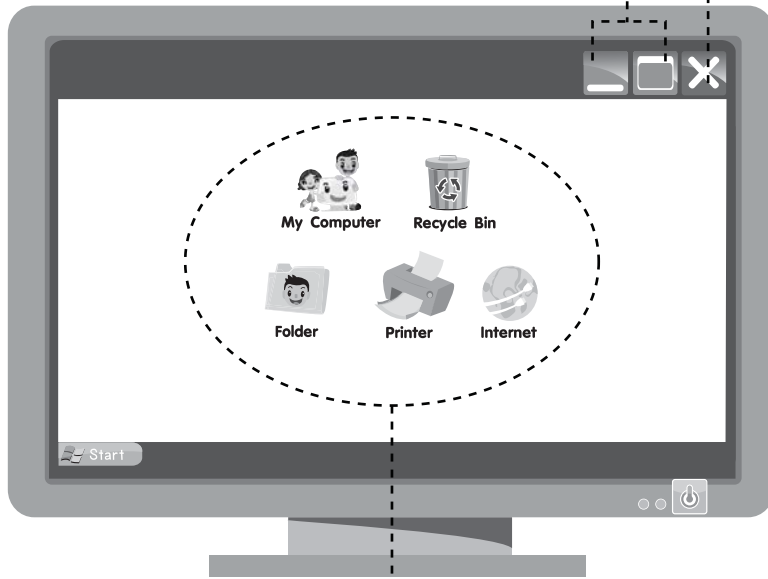 My Computer
Recycle Bin
Folder
Printer
Internet
Start